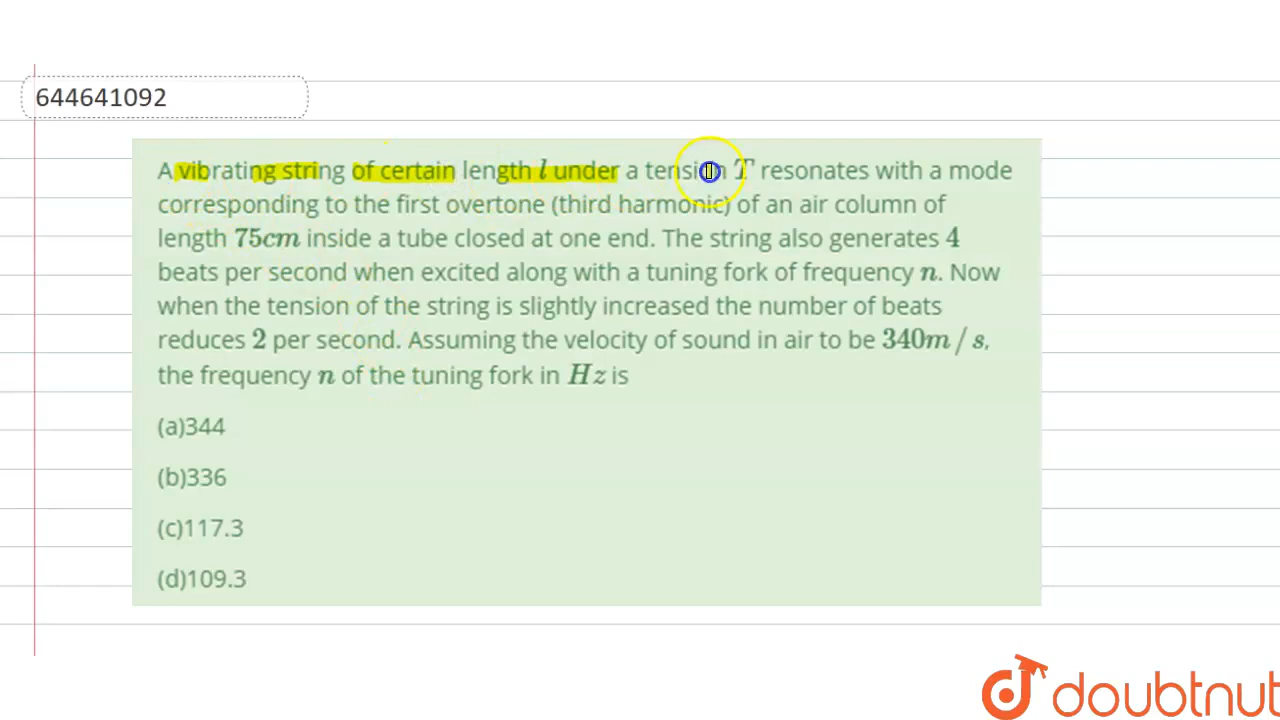 644641092
A vibrating string of certain length l under a tension T resonates with a mode
corresponding to the first overtone (third harmonic) of an air column of
length 75cm inside a tube closed at one end. The string also generates 4
beats per second when excited along with a tuning fork of frequency n. Now
when the tension of the string is slightly increased the number of beats
reduces 2 per second. Assuming the velocity of sound in air to be 340m / s,
the frequency n of the tuning fork in Hz is
(a)344
(b)336
(c)117.3
(d)109.3
doubtnut